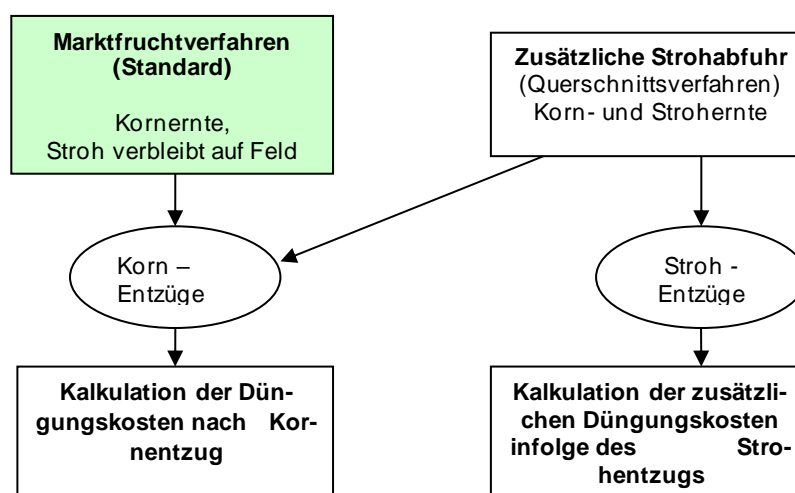 Marktfruchtverfahren
(Standard)
Kornernte,
Stroh verbleibt auf Feld
Zusätzliche Strohabfuhr
(Querschnittsverfahren)
Korn- und Strohernte
Korn –
Entzüge
Stroh -
Entzüge
Kalkulation der Dün-
gungskosten nach Kor-
nentzug
Kalkulation der zusätzli-
chen Düngungskosten
infolge des Stro-
hentzugs